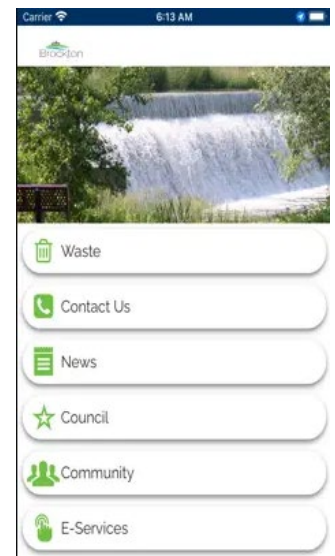 Carrier 6:13 AM
Brockton
Waste
Contact Us
News
Council
Community
E-Services